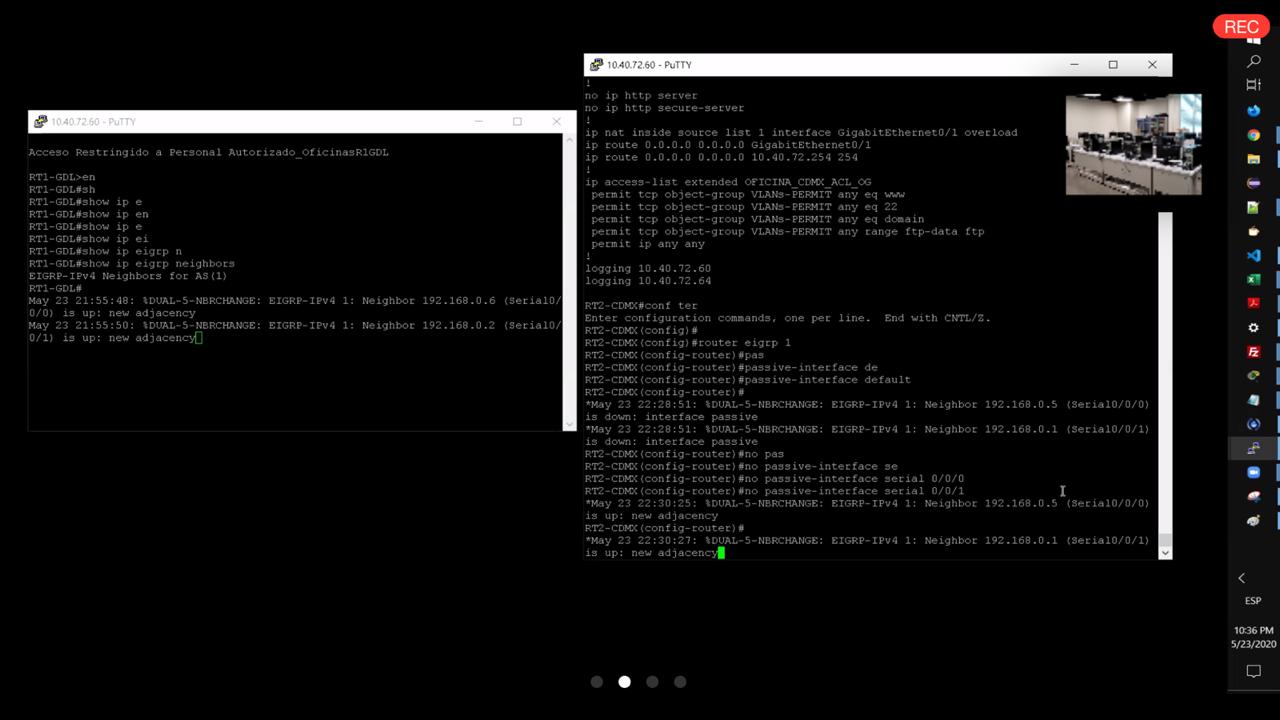 REC
10.40.72.60 - PuTTY
Acceso Restringido a Personal Autorizado_OficinasR1GDL
RT1-GDL>en
RT1-GDL#sh
RT1-GDL#show ip e
RT1-GDL#show ip en
RT1-GDL#show ip e
RT1-GDL#show ip ei
RT1-GDL#show ip eigrp n
RT1-GDL#show ip eigrp neighbors
EIGRP-IPv4 Neighbors for AS(1)
RT1-GDL#
May 23 21:55:48: %DUAL-5-NBRCHANGE: EIGRP-IPv4 1: Neighbor 192.168.0.6 (Serial0/
0/0) is up: new adjacency
May 23 21:55:50: %DUAL-5-NBRCHANGE: EIGRP-IPv4 1: Neighbor 192.168.0.2 (Serial0/
0/1) is up: new adjacency
10.40.72.60 - PuTTY
!
no ip http server
no ip http secure-server
!
ip nat inside source list 1 interface GigabitEthernet0/1 overload
ip route 0.0.0.0 0.0.0.0 GigabitEthernet0/1
ip route 0.0.0.0 0.0.0.0 10.40.72.254 254
!
ip access-list extended OFICINA_CDMX_ACL_OG
permit tcp object-group VLANs-PERMIT any eq www
permit tcp object-group VLANs-PERMIT any eq 22
permit tcp object-group VLANs-PERMIT any eq domain
permit tcp object-group VLANs-PERMIT any range ftp-data ftp
permit ip any any
!
logging 10.40.72.60
logging 10.40.72.64
RT2-CDMX#conf ter
Enter configuration commands, one per line.  End with CNTL/Z.
RT2-CDMX(config)#
RT2-CDMX(config)#router eigrp 1
RT2-CDMX(config-router)#pas
RT2-CDMX(config-router)#passive-interface de
RT2-CDMX(config-router)#passive-interface default
RT2-CDMX(config-router)#
*May 23 22:28:51: %DUAL-5-NBRCHANGE: EIGRP-IPv4 1: Neighbor 192.168.0.5 (Serial0/0/0)
is down: interface passive
*May 23 22:28:51: %DUAL-5-NBRCHANGE: EIGRP-IPv4 1: Neighbor 192.168.0.1 (Serial0/0/1)
is down: interface passive
RT2-CDMX(config-router)#no pas
RT2-CDMX(config-router)#no passive-interface se
RT2-CDMX(config-router)#no passive-interface serial 0/0/0
RT2-CDMX(config-router)#no passive-interface serial 0/0/1
*May 23 22:30:25: %DUAL-5-NBRCHANGE: EIGRP-IPv4 1: Neighbor 192.168.0.5 (Serial0/0/0)
is up: new adjacency
RT2-CDMX(config-router)#
*May 23 22:30:27: %DUAL-5-NBRCHANGE: EIGRP-IPv4 1: Neighbor 192.168.0.1 (Serial0/0/1)
is up: new adjacency
ESP
10:36 PM
5/23/2020